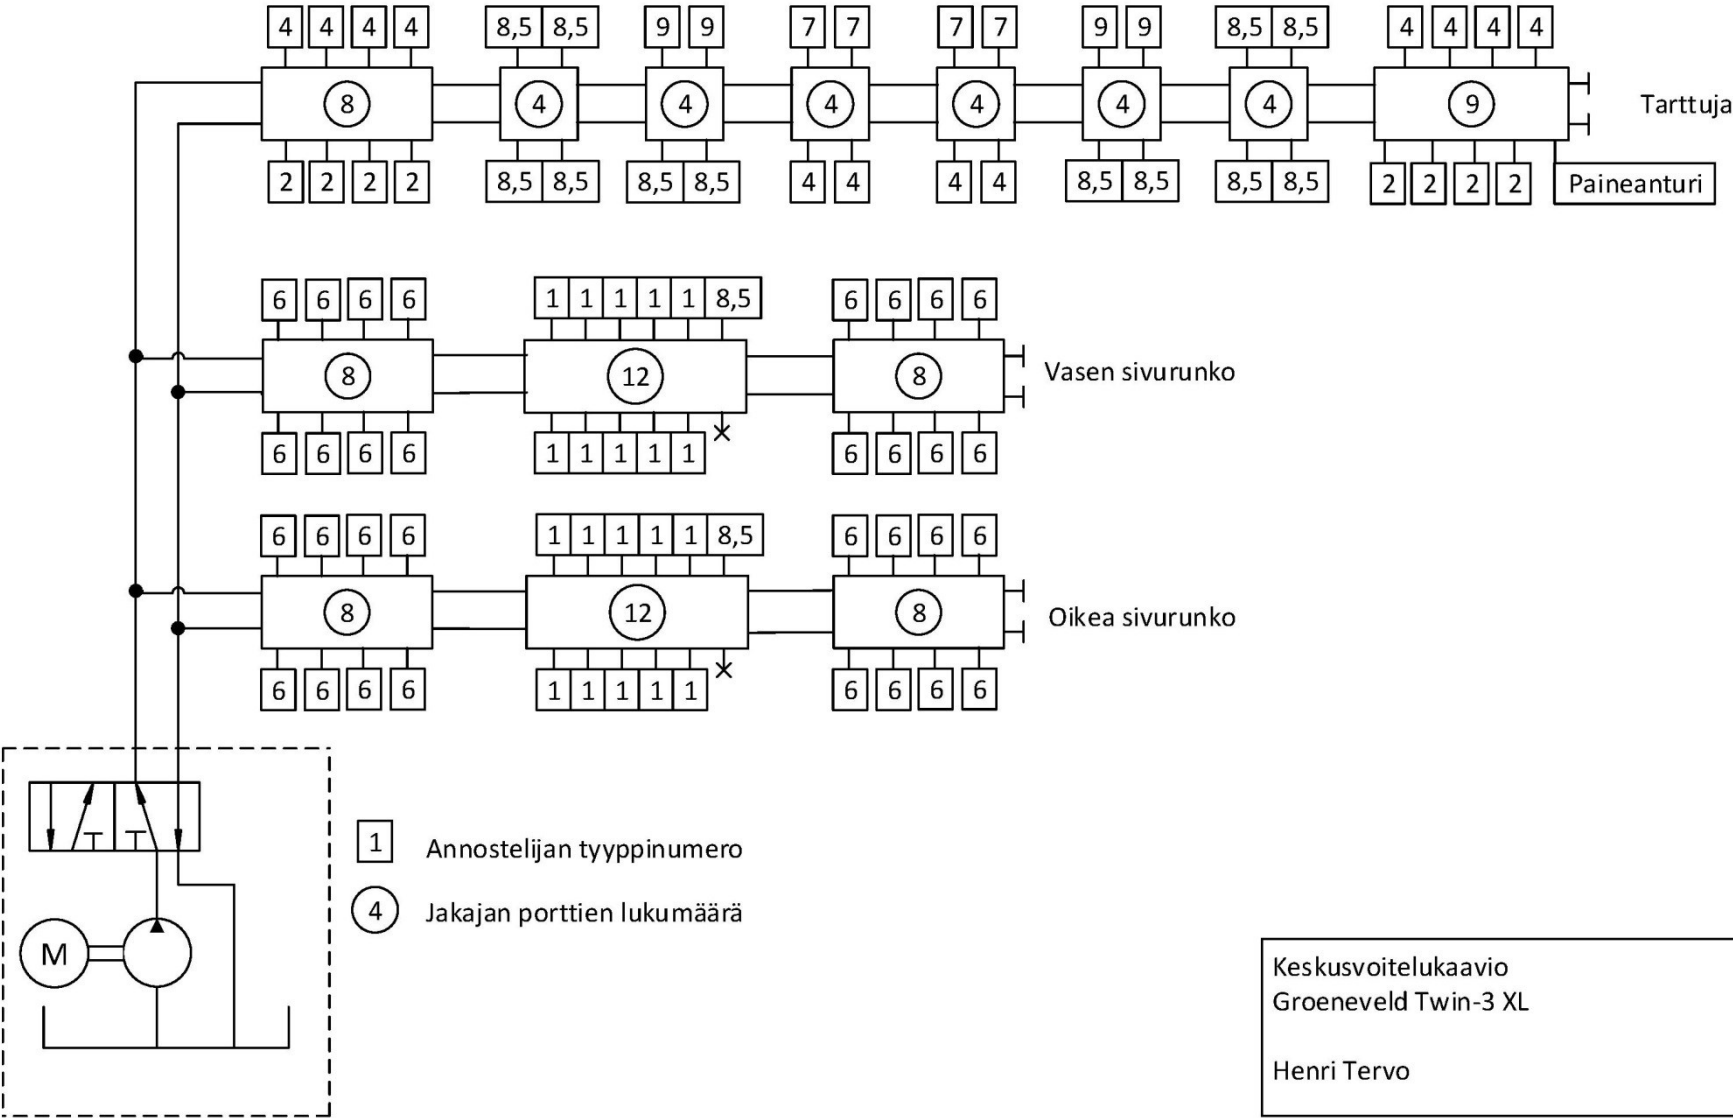 4 4 4 4 8,5 8,5 9 9 7 7 7 7 9 9 8,5 8,5 4 4 4 4
8 4 4 4 4 4 4 9 Tarttuja
2 2 2 2 8,5 8,5 8,5 8,5 4 4 4 4 8,5 8,5 8,5 8,5 2 2 2 2 Paineanturi
6 6 6 6 1 1 1 1 1 8,5 6 6 6 6
8 12 8 Vasen sivurunko
6 6 6 6 1 1 1 1 1 6 6 6 6
6 6 6 6 1 1 1 1 1 8,5 6 6 6 6
8 12 8 Oikea sivurunko
6 6 6 6 1 1 1 1 1 6 6 6 6
1 Annostelijan tyyppinumero
4 Jakajan porttien lukumäärä
M
Keskusvoitelukaavio
Groeneveld Twin-3 XL
Henri Tervo